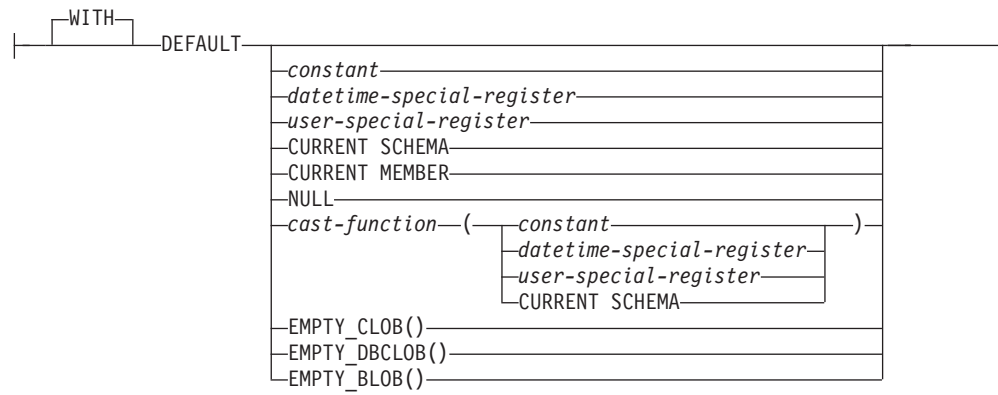 WITH
DEFAULT
constant
datetime-special-register
user-special-register
CURRENT SCHEMA
CURRENT MEMBER
NULL
cast-function ( constant )
datetime-special-register
user-special-register
CURRENT SCHEMA
EMPTY_CLOB()
EMPTY_DBCLOB()
EMPTY_BLOB()